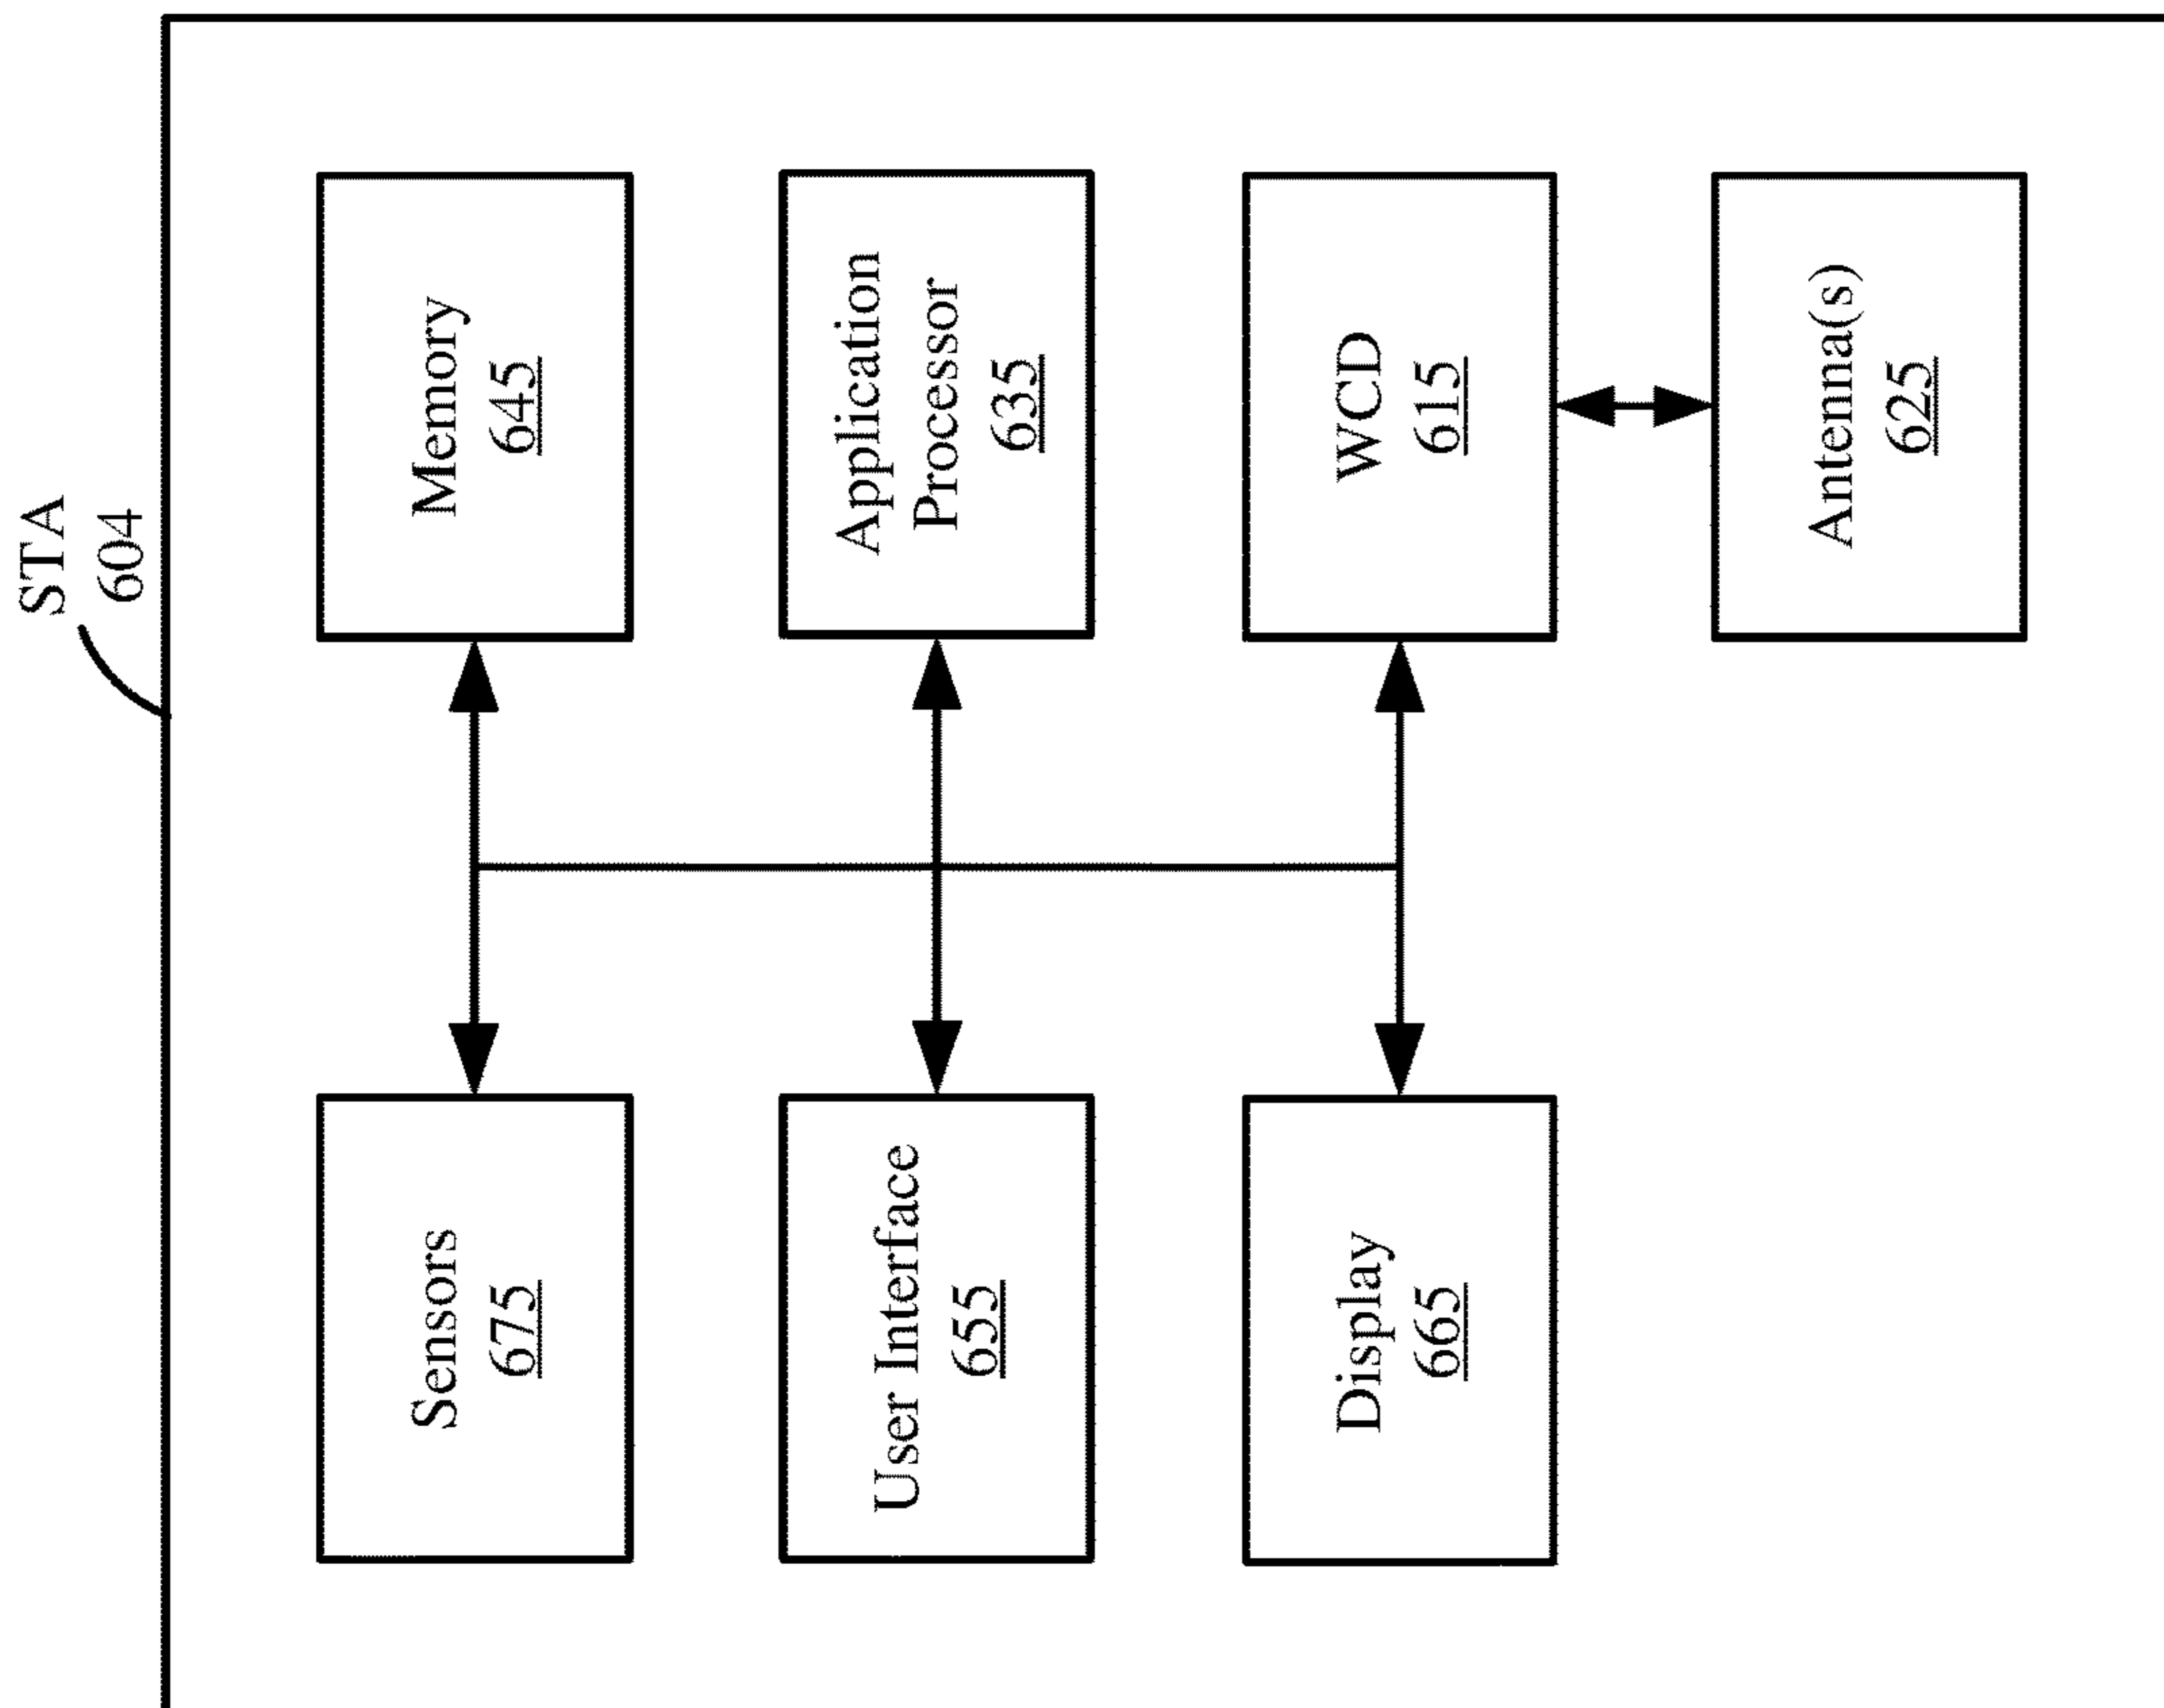 STA
604
Sensors
675
Memory
645
User Interface
655
Application
Processor
635
Display
665
WCD
615
Antenna(s)
625